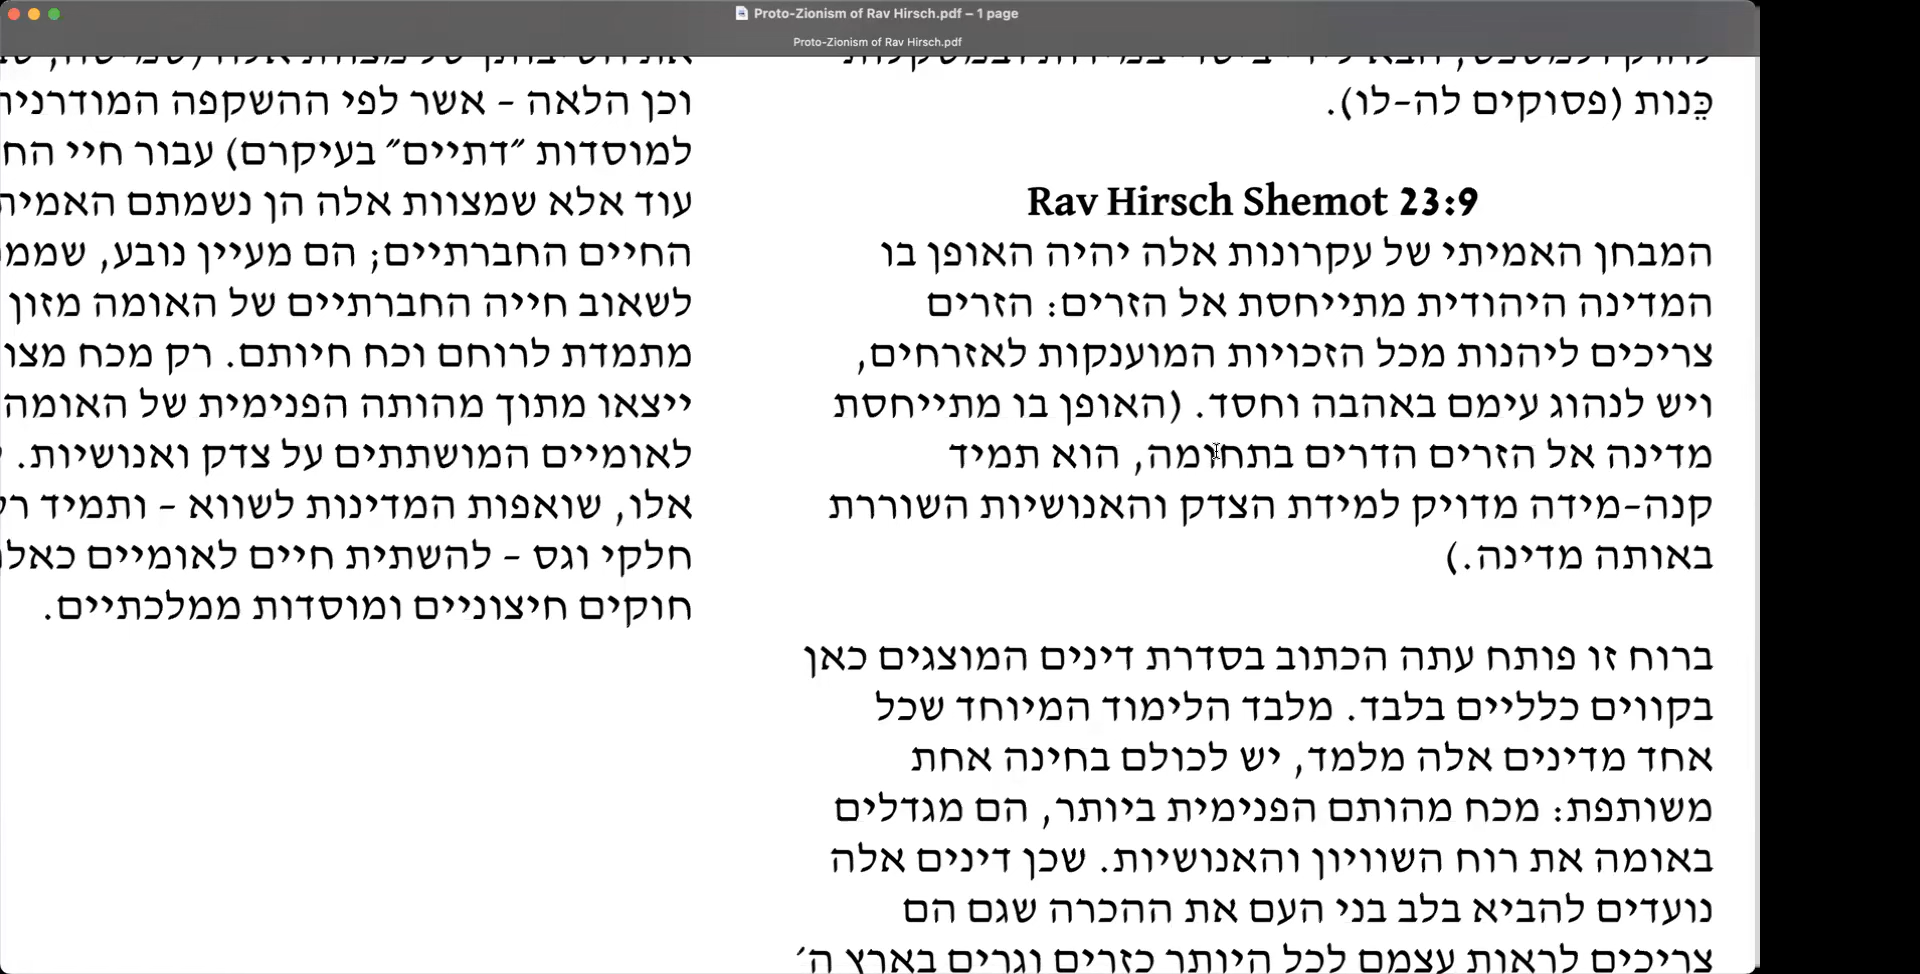 Proto-Zionism of Rav Hirsch.pdf – 1 page
Proto-Zionism of Rav Hirsch.pdf
כֵּנות (פסוקים לה-לו).
Rav Hirsch Shemot 23:9
המבחן האמיתי של עקרונות אלה יהיה האופן בו
המדינה היהודית מתייחסת אל הזרים: הזרים
צריכים ליהנות מכל הזכויות המוענקות לאזרחים,
ויש לנהוג עימם באהבה וחסד. (האופן בו מתייחסת
מדינה אל הזרים הדרים בתחומה, הוא תמיד
קנה-מידה מדויק למידת הצדק והאנושיות השוררת
באותה מדינה.)
ברוח זו פותח עתה הכתוב בסדרת דינים המוצגים כאן
בקווים כלליים בלבד. מלבד הלימוד המיוחד שכל
אחד מדינים אלה מלמד, יש לכולם בחינה אחת
משותפת: מכח מהותם הפנימית ביותר, הם מגדלים
באומה את רוח השוויון והאנושיות. שכן דינים אלה
נועדים להביא בלב בני העם את ההכרה שגם הם
צריכים לראות עצמם לכל היותר כזרים וגרים בארץ ה׳
וכן הלאה – אשר לפי ההשקפה המודרנית
למוסדות ״דתיים״ בעיקרם) עבור חיי
עוד אלא שמצוות אלה הן נשמתם
החיים החברתיים; הם מעיין נובע,
לשאוב חייה החברתיים של האומה מזון
מתמדת לרוחם וכח חיותם. רק מכח
ייצאו מתוך מהותה הפנימית של האומה
לאומיים המושתתים על צדק ואנושיות.
אלו, שואפות המדינות לשווא – ותמיד
חלקי וגס – להשתית חיים לאומיים
חוקים חיצוניים ומוסדות ממלכתיים.